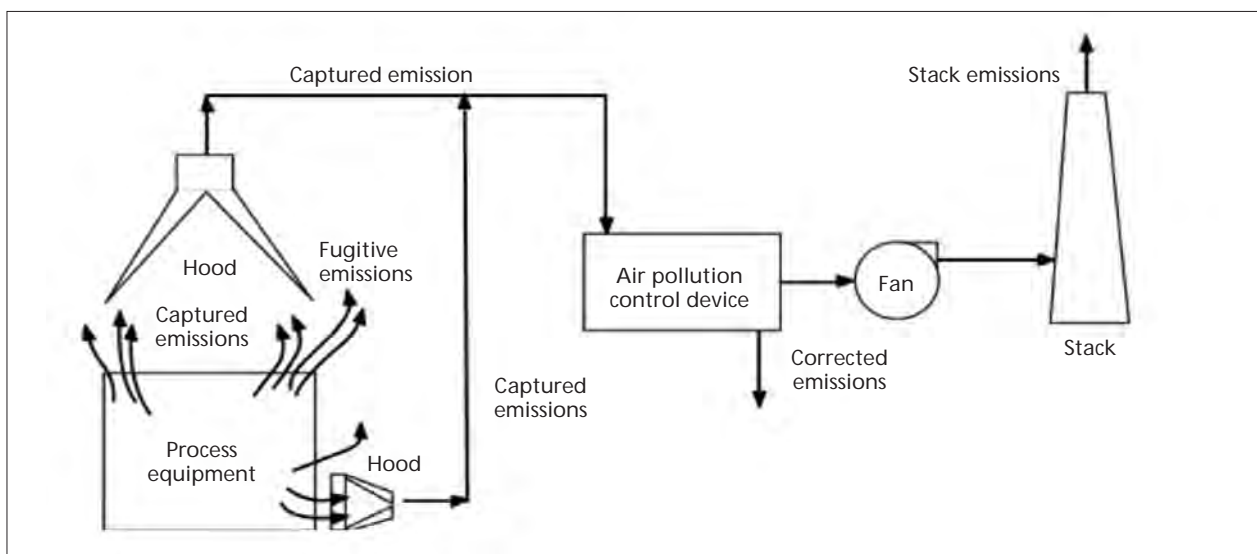 Captured emission
Stack emissions
Hood
Fugitive
emissions
Captured
emissions
Air pollution
control device
Fan
Stack
Corrected
emissions
Captured
emissions
Process
equipment
Hood